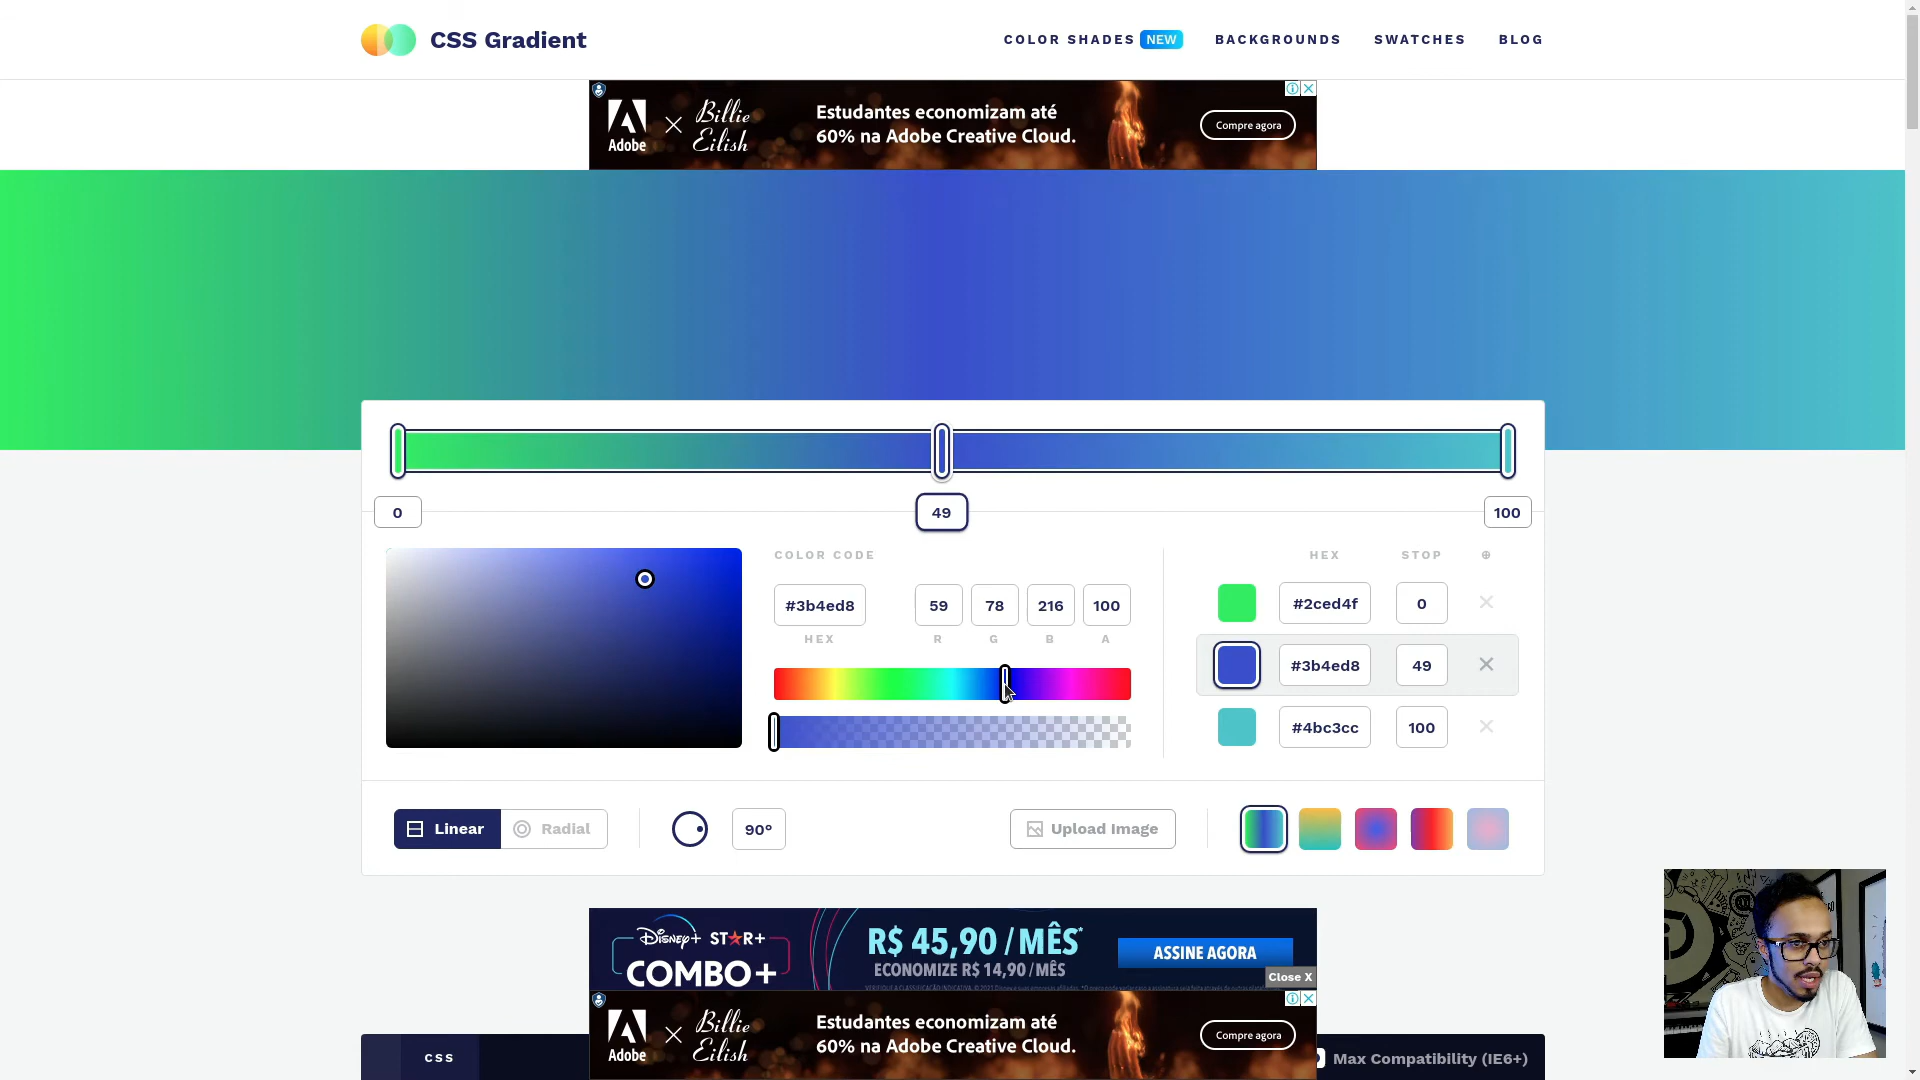 CSS Gradient
COLOR SHADES NEW
BACKGROUNDS
SWATCHES
BLOG
Adobe
Billie
Eilish
Estudantes economizam até
60% na Adobe Creative Cloud.
Compre agora
0
49
100
COLOR CODE
#3b4ed8
59
78
216
100
HEX
R
G
B
A
HEX
STOP
#2ced4f
0
#3b4ed8
49
#4bc3cc
100
Linear
Radial
90°
Upload Image
Disney+ STAR+
COMBO+
R$ 45,90 / MÊS*
ECONOMIZE R$ 14,90 / MÊS
ASSINE AGORA
Close X
Adobe
Billie
Eilish
Estudantes economizam até
60% na Adobe Creative Cloud.
Compre agora
CSS
Max Compatibility (IE6+)